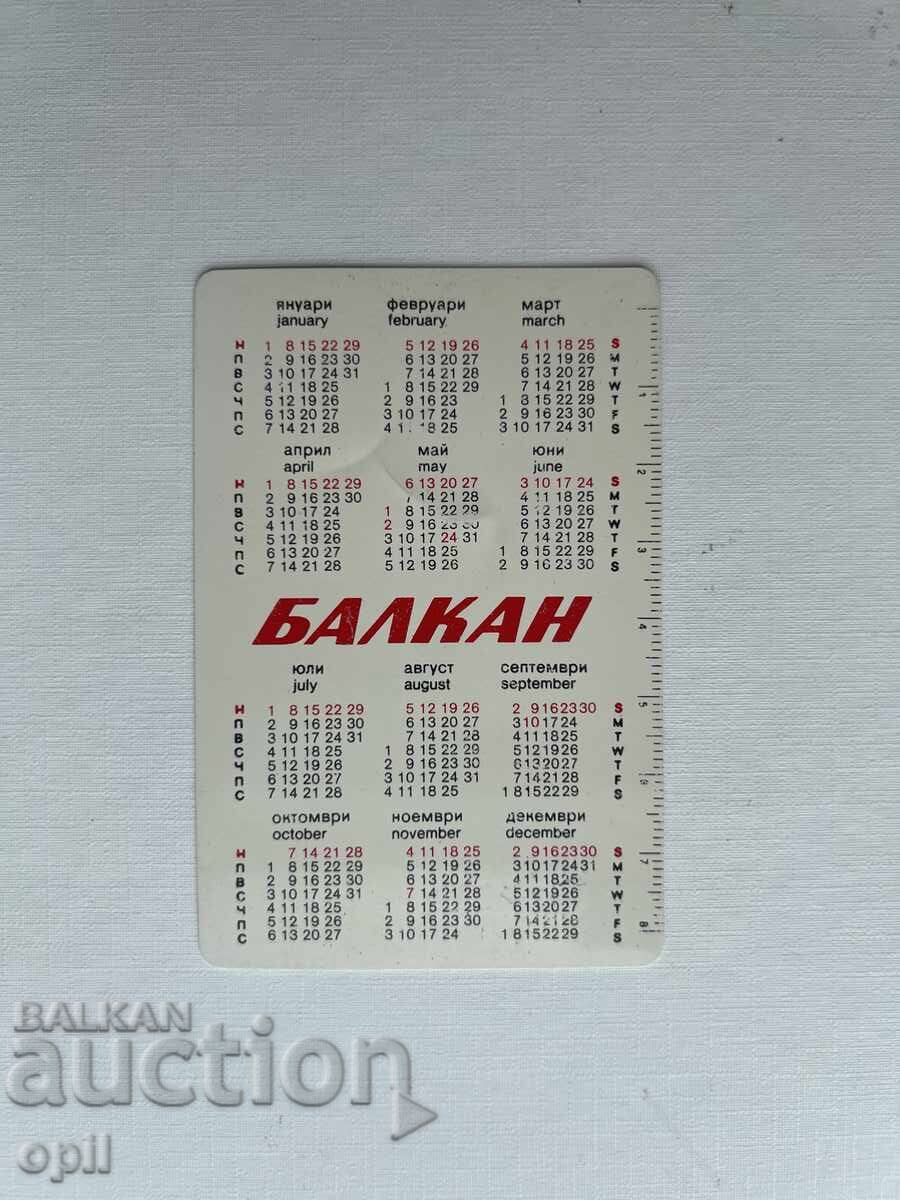 януари февруари март
january february march
Н 1 8 15 22 29 5 12 19 26 4 11 18 25 S
П 2 9 16 23 30 6 13 20 27 5 12 19 26 M
В 3 10 17 24 31 7 14 21 28 6 13 20 27 T
С 4 11 18 25 1 8 15 22 29 7 14 21 28 W
Ч 5 12 19 26 2 9 16 23 1 8 15 22 29 T
П 6 13 20 27 3 10 17 24 2 9 16 23 30 F
С 7 14 21 28 4 11 18 25 3 10 17 24 31 S
април май юни
april may june
Н 1 8 15 22 29 6 13 20 27 3 10 17 24 S
П 2 9 16 23 30 7 14 21 28 4 11 18 25 M
В 3 10 17 24 1 8 15 22 29 5 12 19 26 T
С 4 11 18 25 2 9 16 23 30 6 13 20 27 W
Ч 5 12 19 26 3 10 17 24 31 7 14 21 28 T
П 6 13 20 27 4 11 18 25 1 8 15 22 29 F
С 7 14 21 28 5 12 19 26 2 9 16 23 30 S
БАЛКАН
юли август септември
july august september
Н 1 8 15 22 29 5 12 19 26 2 9 16 23 30 S
П 2 9 16 23 30 6 13 20 27 3 10 17 24 M
В 3 10 17 24 31 7 14 21 28 4 11 18 25 T
С 4 11 18 25 1 8 15 22 29 5 12 19 26 W
Ч 5 12 19 26 2 9 16 23 30 6 13 20 27 T
П 6 13 20 27 3 10 17 24 31 7 14 21 28 F
С 7 14 21 28 4 11 18 25 1 8 15 22 29 S
октомври ноември декември
october november december
Н 7 14 21 28 4 11 18 25 2 9 16 23 30 S
П 1 8 15 22 29 5 12 19 26 3 10 17 24 31 M
В 2 9 16 23 30 6 13 20 27 4 11 18 25 T
С 3 10 17 24 31 7 14 21 28 5 12 19 26 W
Ч 4 11 18 25 1 8 15 22 29 6 13 20 27 T
П 5 12 19 26 2 9 16 23 30 7 14 21 28 F
С 6 13 20 27 3 10 17 24 1 8 15 22 29 S
1
2
3
4
5
6
7
8
BALKAN
auction
opil